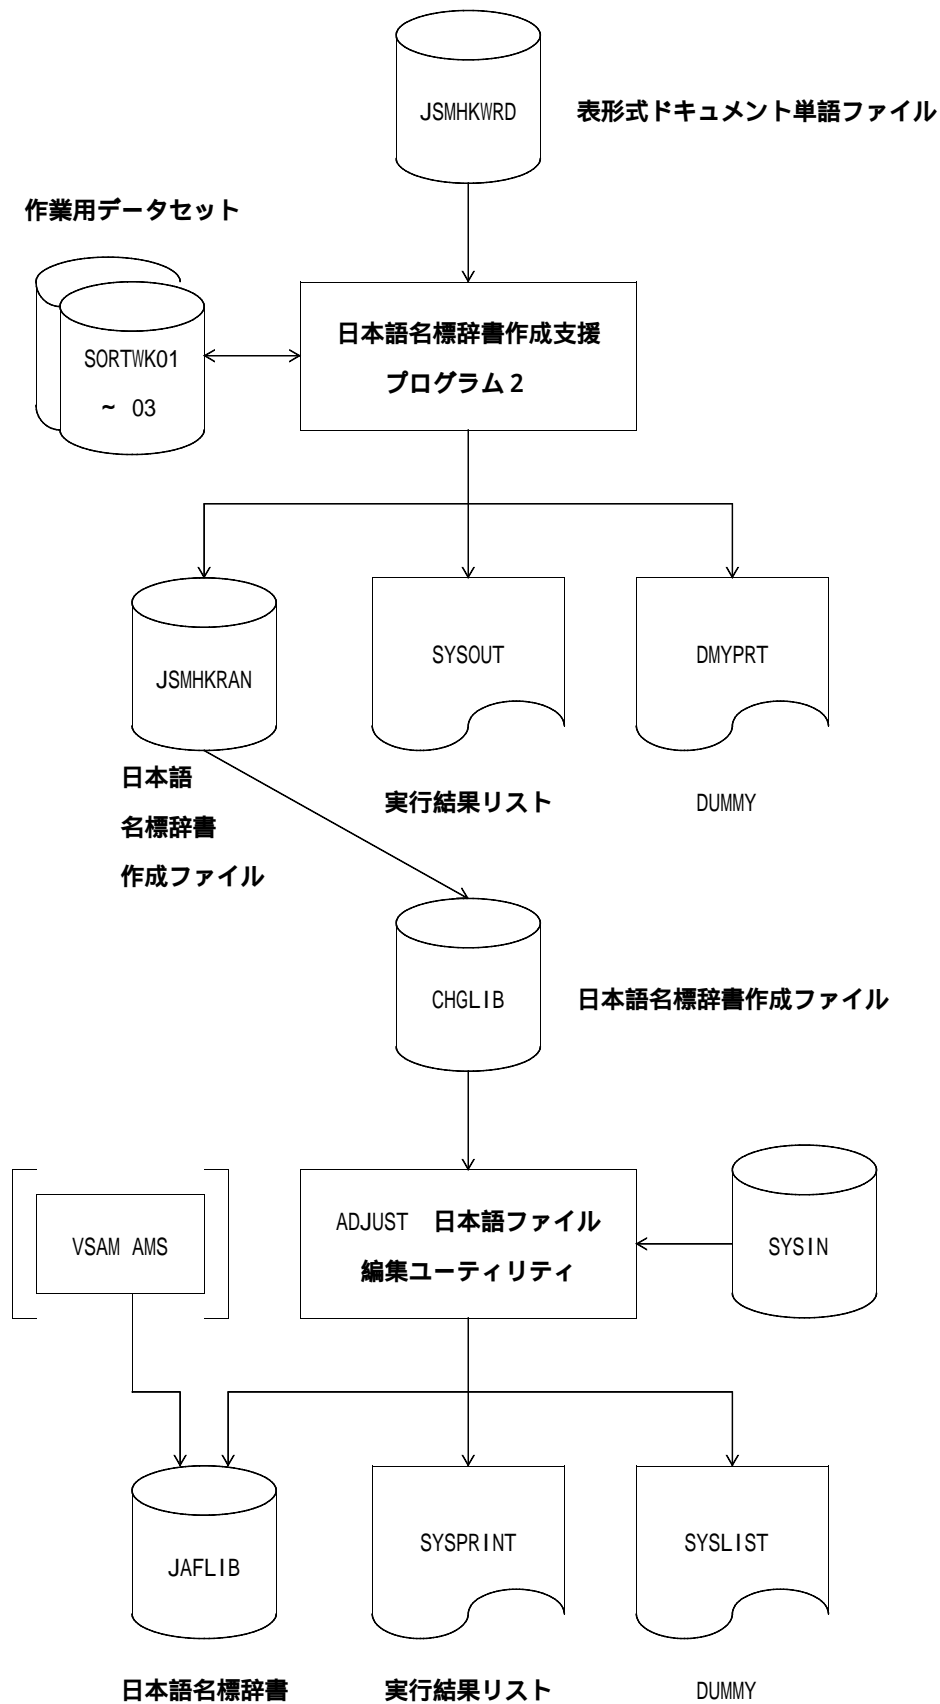 JSMHKWRD
表形式ドキュメント単語ファイル
作業用データセット
SORTWK01
~ 03
日本語名標辞書作成支援
プログラム2
JSMHKRAN
SYSOUT
DMYPRT
日本語
名標辞書
作成ファイル
実行結果リスト
DUMMY
CHGLIB
日本語名標辞書作成ファイル
VSAM AMS
ADJUST 日本語ファイル
編集ユーティリティ
SYSIN
JAFLIB
SYSPRINT
SYSLIST
日本語名標辞書
実行結果リスト
DUMMY